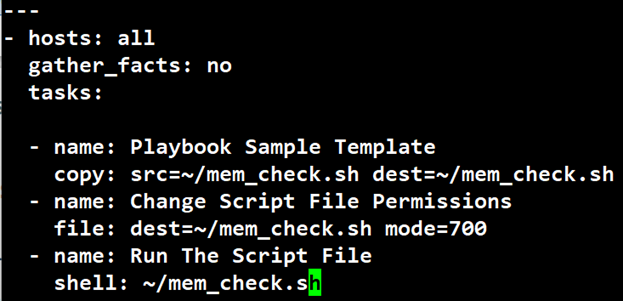 ---
- hosts: all
  gather_facts: no
  tasks:

  - name: Playbook Sample Template
    copy: src=~/mem_check.sh dest=~/mem_check.sh
  - name: Change Script File Permissions
    file: dest=~/mem_check.sh mode=700
  - name: Run The Script File
    shell: ~/mem_check.sh